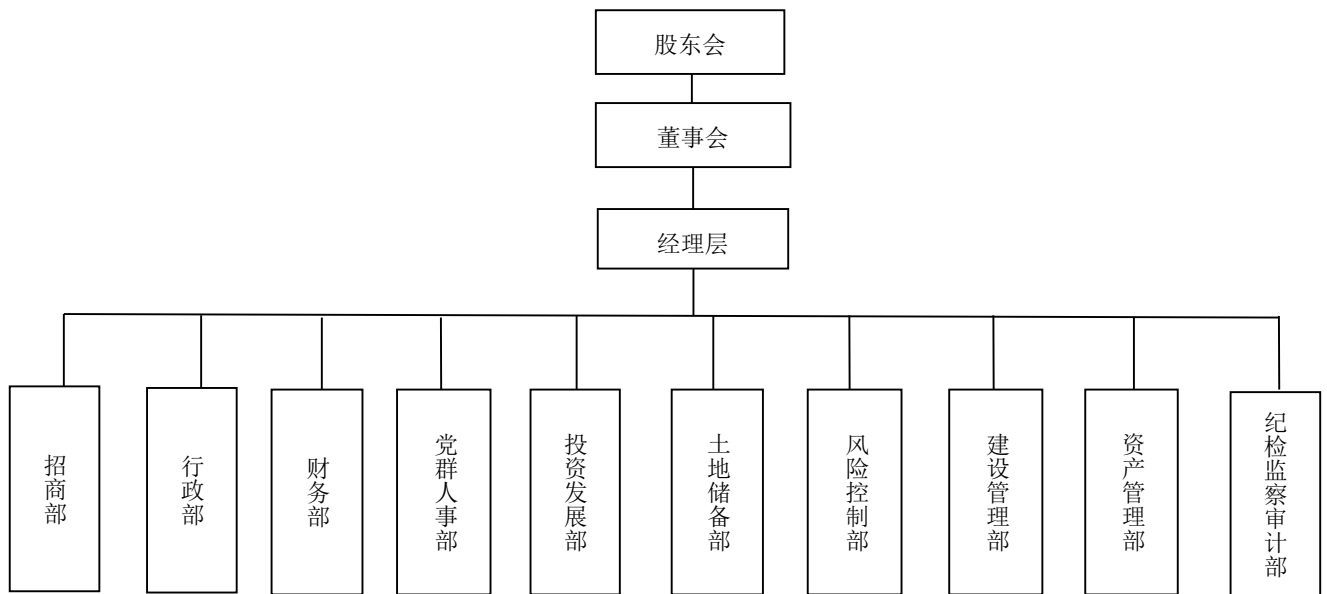 股东会
董事会
经理层
招商部
行政部
财务部
党群人事部
投资发展部
土地储备部
风险控制部
建设管理部
资产管理部
纪检监察审计部